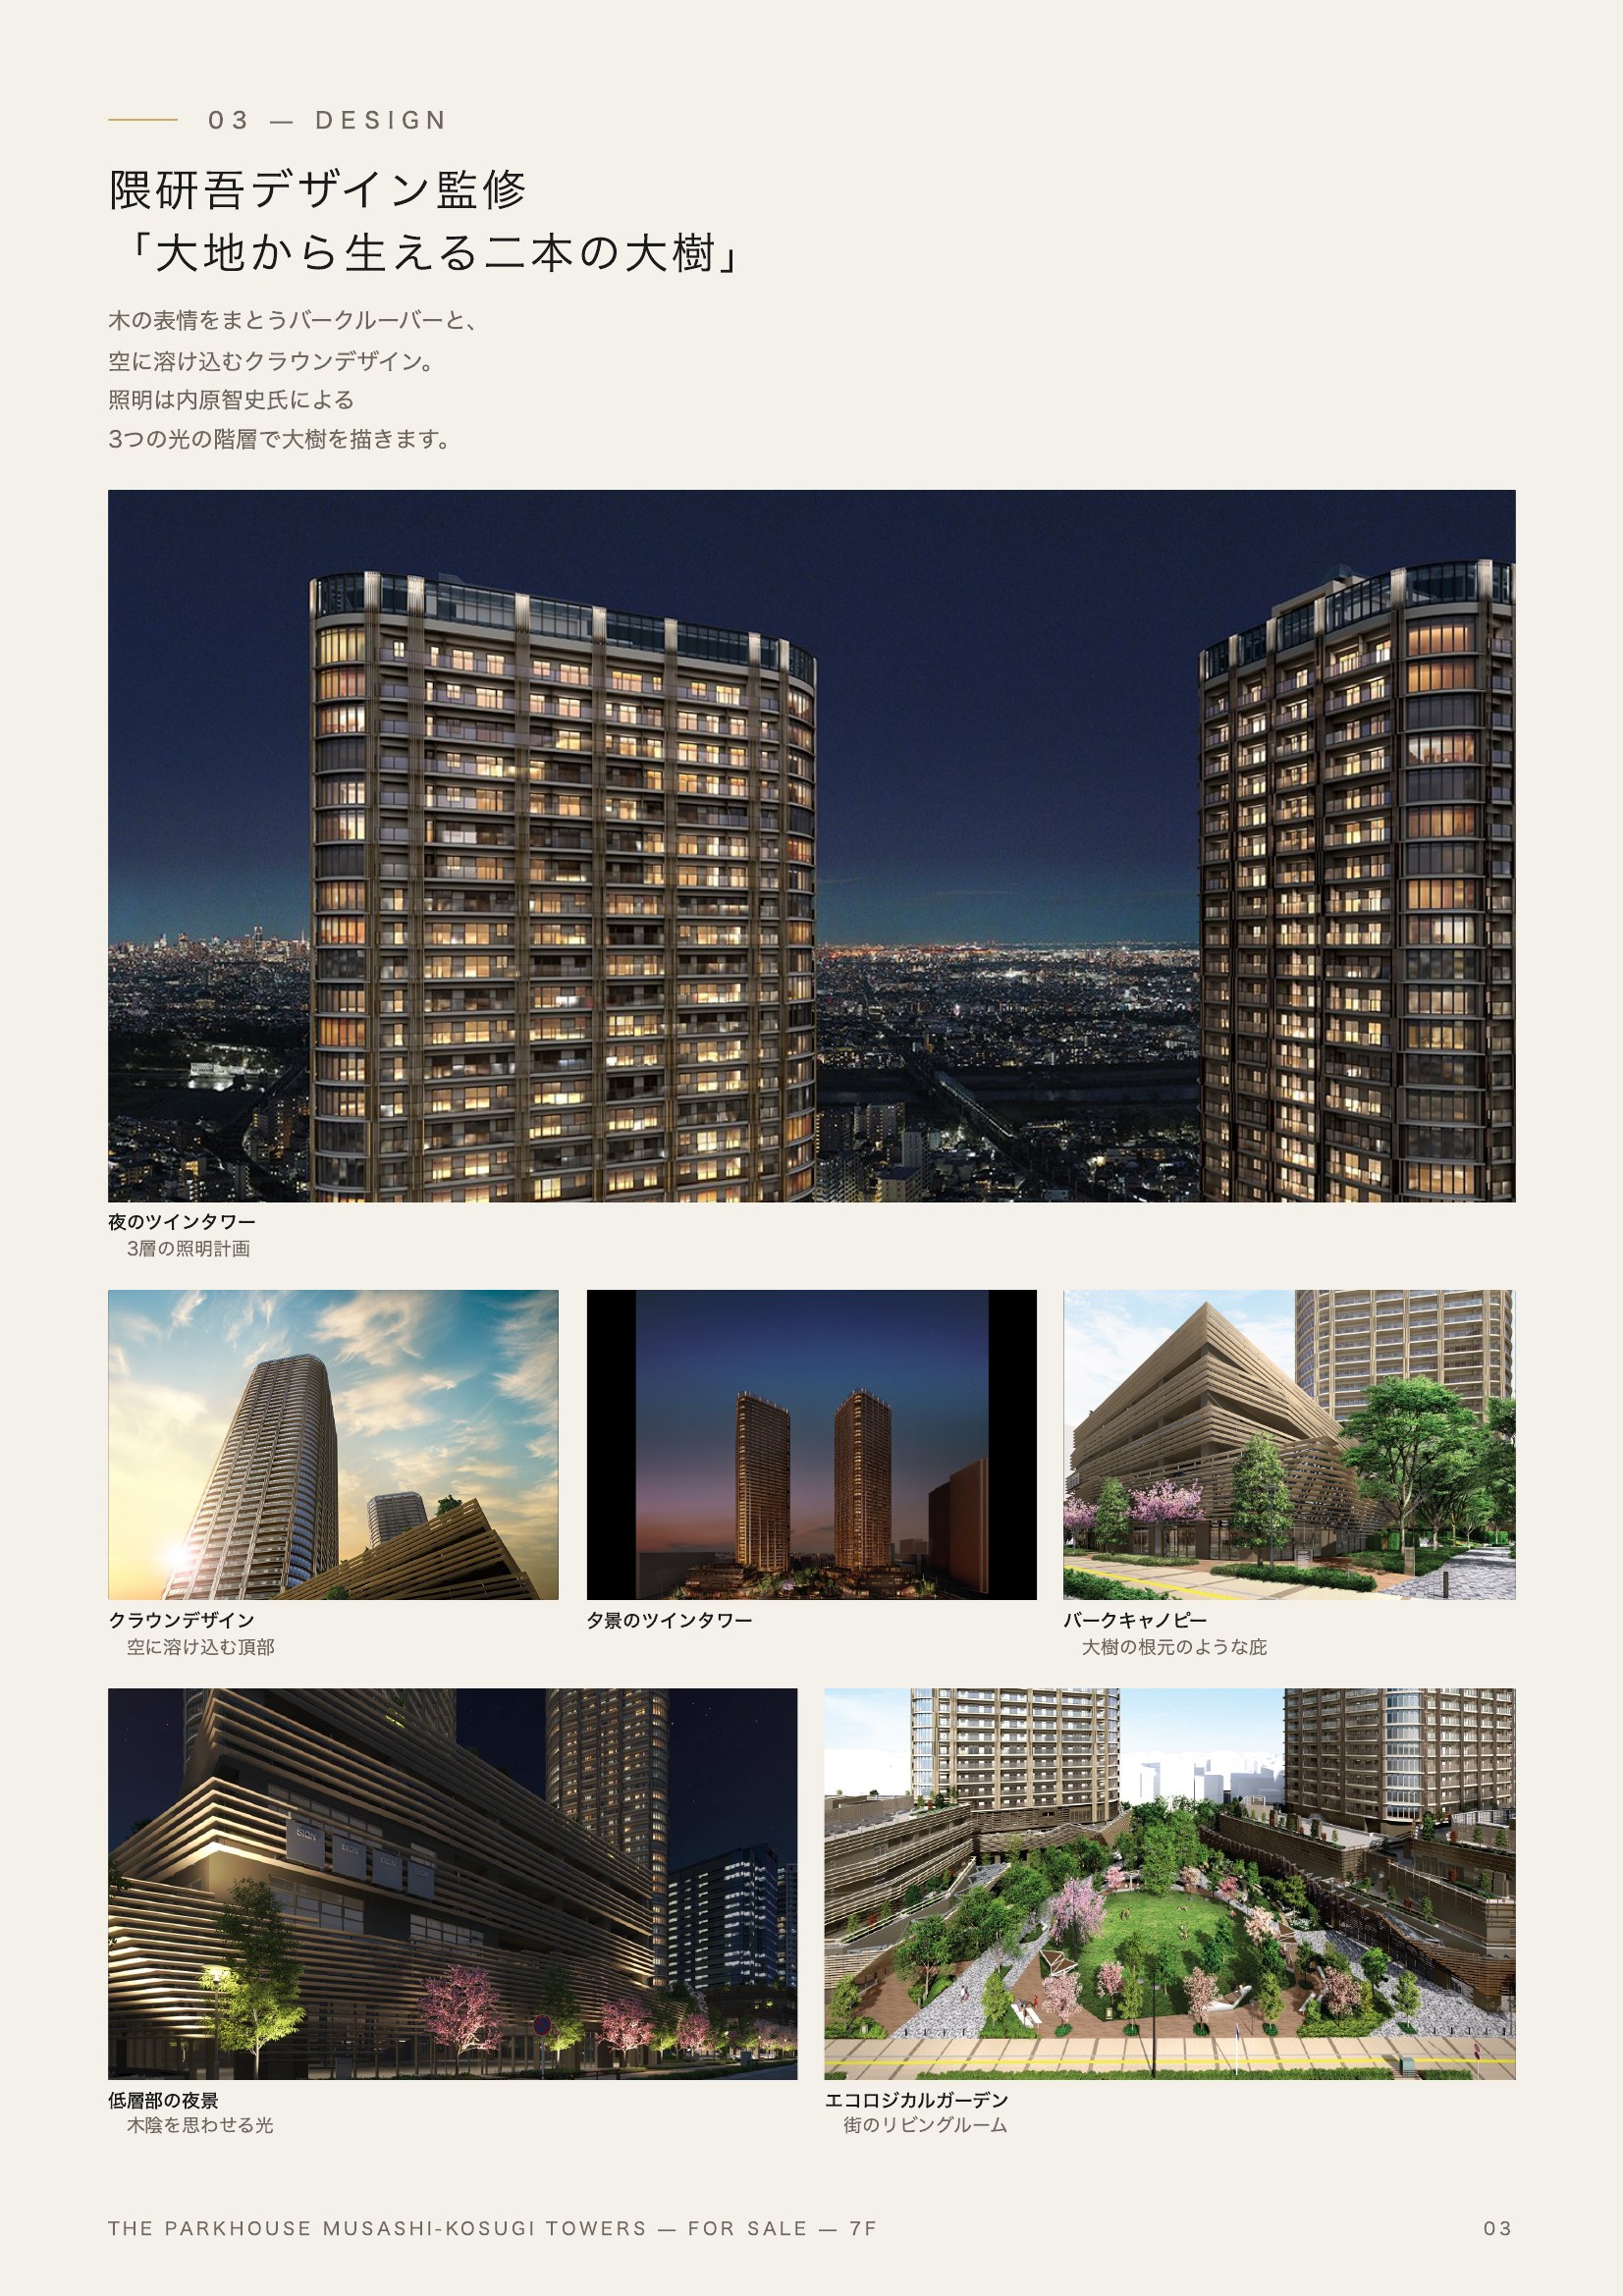 03 — DESIGN
隈研吾デザイン監修
「大地から生える二本の大樹」
木の表情をまとうバークルーバーと、
空に溶け込むクラウンデザイン。
照明は内原智史氏による
3つの光の階層で大樹を描きます。
夜のツインタワー
3層の照明計画
クラウンデザイン
空に溶け込む頂部
夕景のツインタワー
バークキャノピー
大樹の根元のような庇
SIGN
SIGN
SIGN
SIGN
低層部の夜景
木陰を思わせる光
エコロジカルガーデン
街のリビングルーム
THE PARKHOUSE MUSASHI-KOSUGI TOWERS — FOR SALE — 7F
03